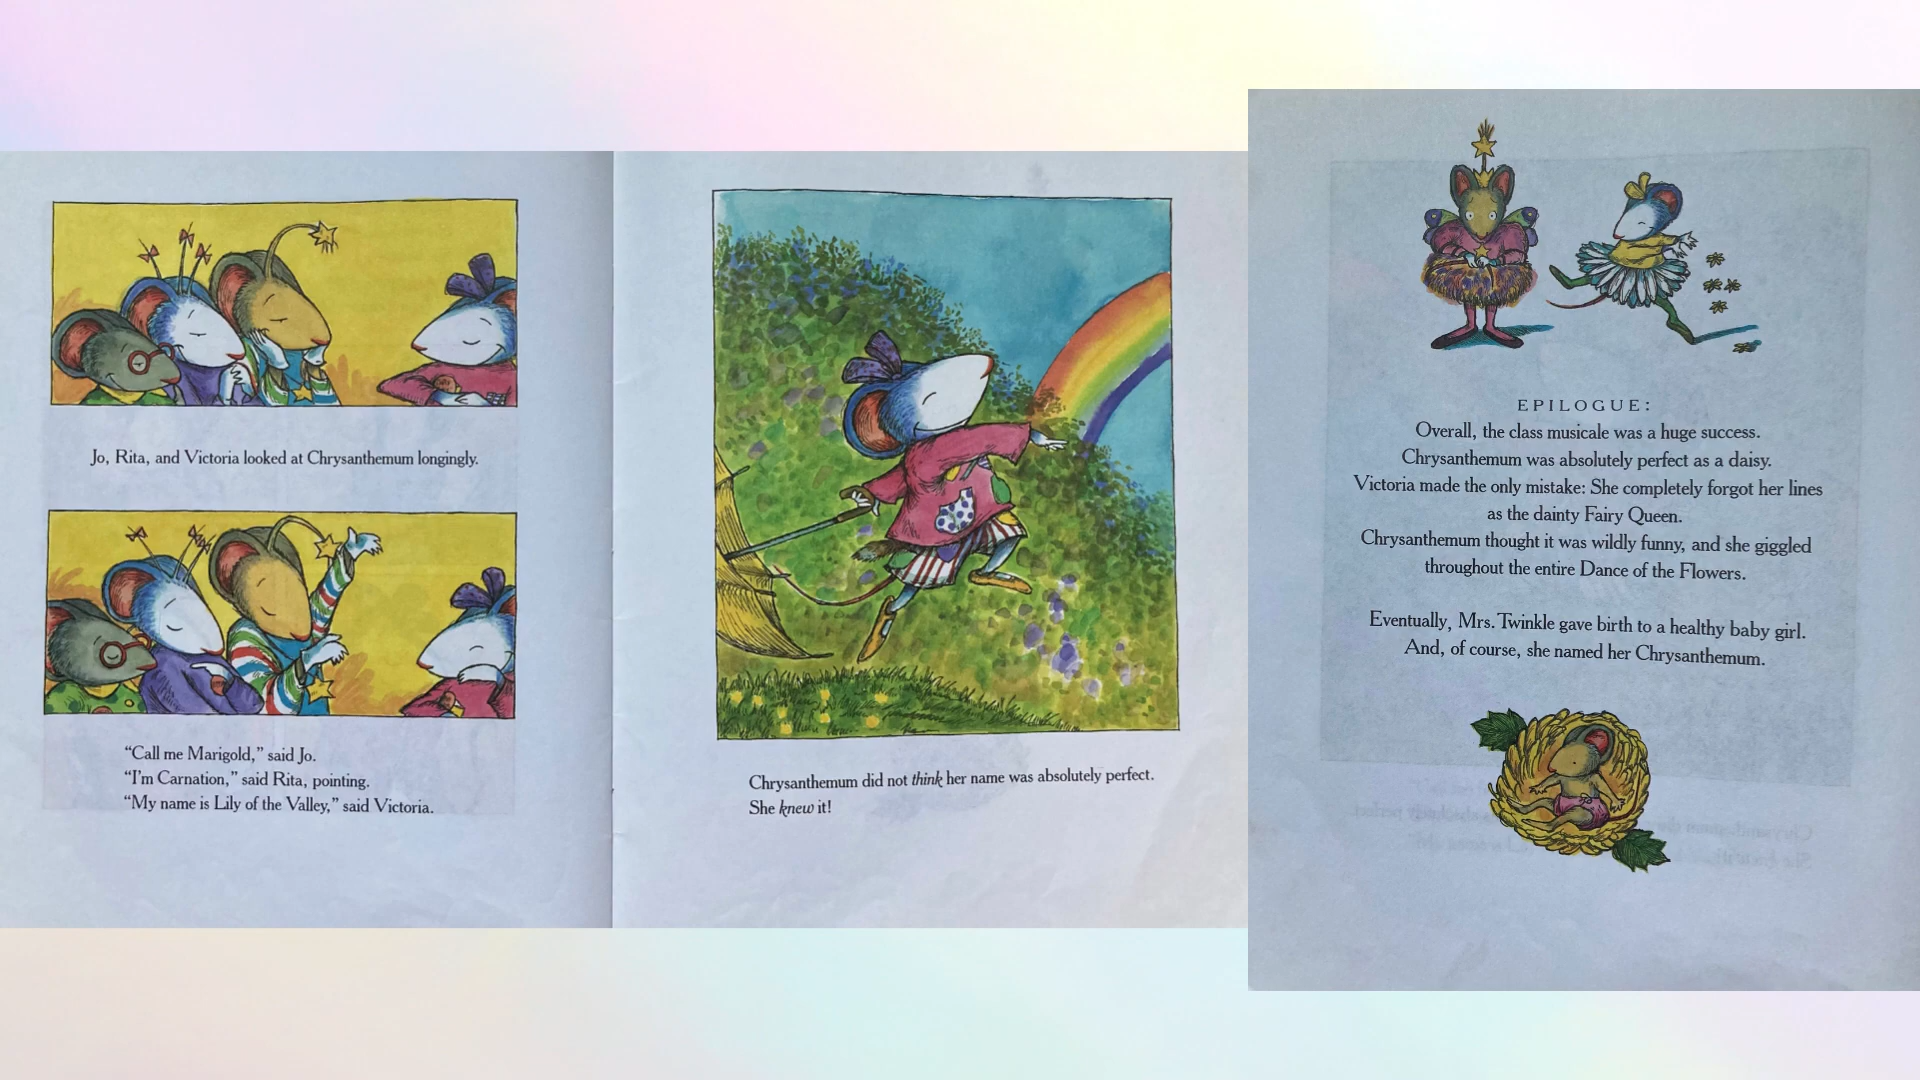 Jo, Rita, and Victoria looked at Chrysanthemum longingly.
“Call me Marigold,” said Jo.
“I’m Carnation,” said Rita, pointing.
“My name is Lily of the Valley,” said Victoria.
Chrysanthemum did not think her name was absolutely perfect.
She knew it!
EPILOGUE:
Overall, the class musicale was a huge success.
Chrysanthemum was absolutely perfect as a daisy.
Victoria made the only mistake: She completely forgot her lines
as the dainty Fairy Queen.
Chrysanthemum thought it was wildly funny, and she giggled
throughout the entire Dance of the Flowers.
Eventually, Mrs. Twinkle gave birth to a healthy baby girl.
And, of course, she named her Chrysanthemum.